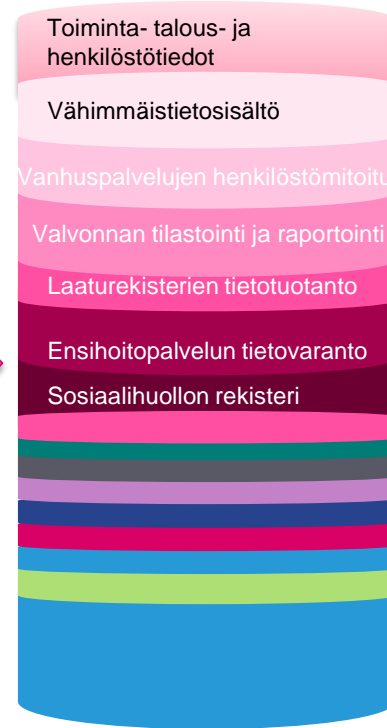 Toiminta- talous- ja
henkilöstötiedot
Vähimmäistietosisältö
Vanhuspalvelujen henkilöstömitoitu
Valvonnan tilastointi ja raportointi
Laaturekisterien tietotuotanto
Ensihoitopalvelun tietovaranto
Sosiaalihuollon rekisteri